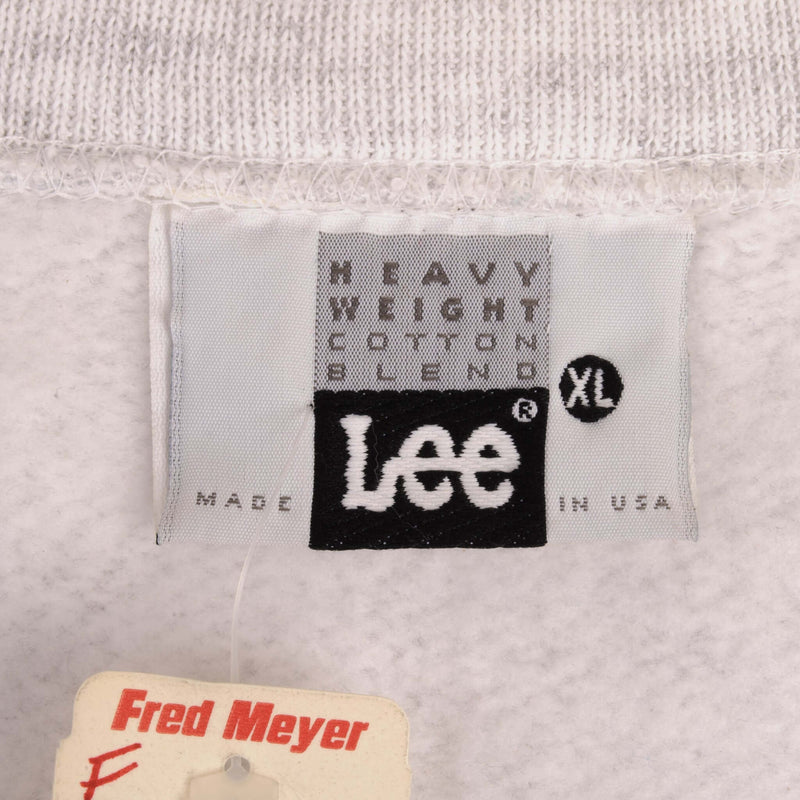 HEAVY
WEIGHT
COTTON
BLEND
XL
Lee®
MADE IN USA
Fred Meyer
F